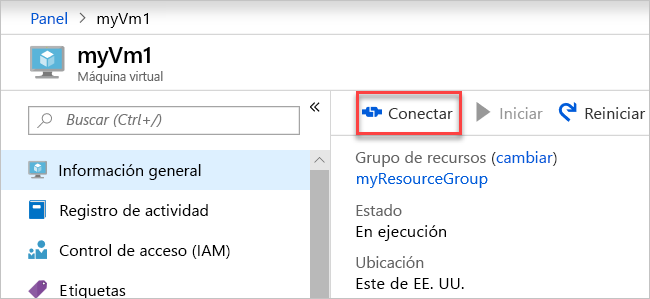 Panel > myVm1
myVm1
Máquina virtual
Buscar (Ctrl+/)
«
Información general
Registro de actividad
Control de acceso (IAM)
Etiquetas
Conectar Iniciar Reiniciar
Grupo de recursos (cambiar)
myResourceGroup
Estado
En ejecución
Ubicación
Este de EE. UU.